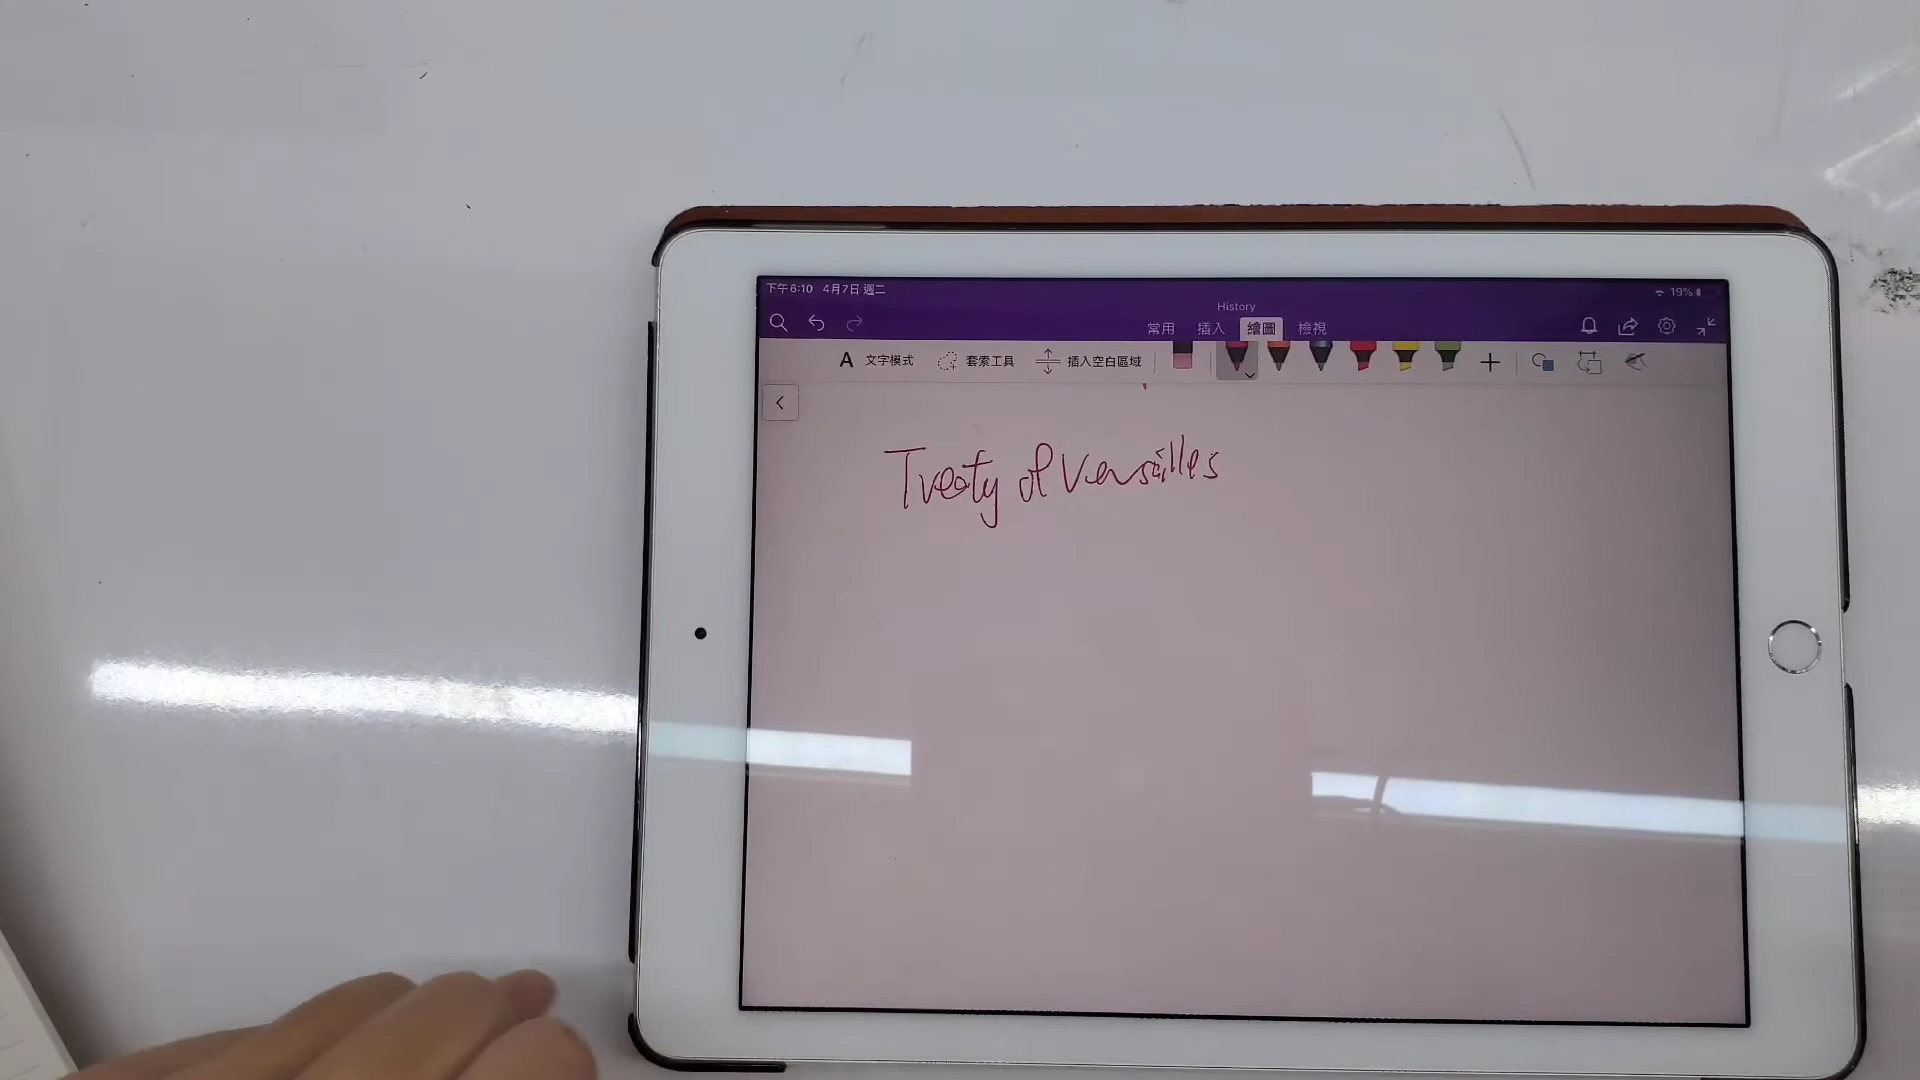 下午6:10 4月7日 週二
19%
History
常用 插入 繪圖 檢視
A 文字模式 套索工具 插入空白區域
Treaty of Versailles